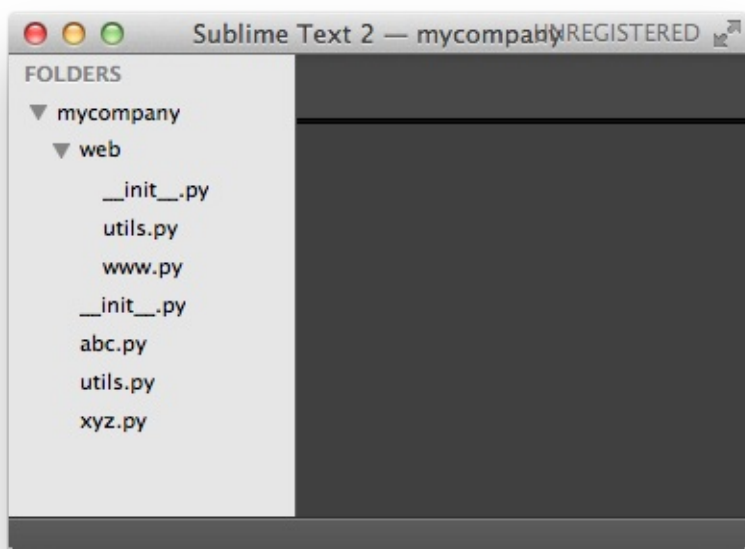 Sublime Text 2 — mycompany
UNREGISTERED
FOLDERS
mycompany
web
__init__.py
utils.py
www.py
__init__.py
abc.py
utils.py
xyz.py